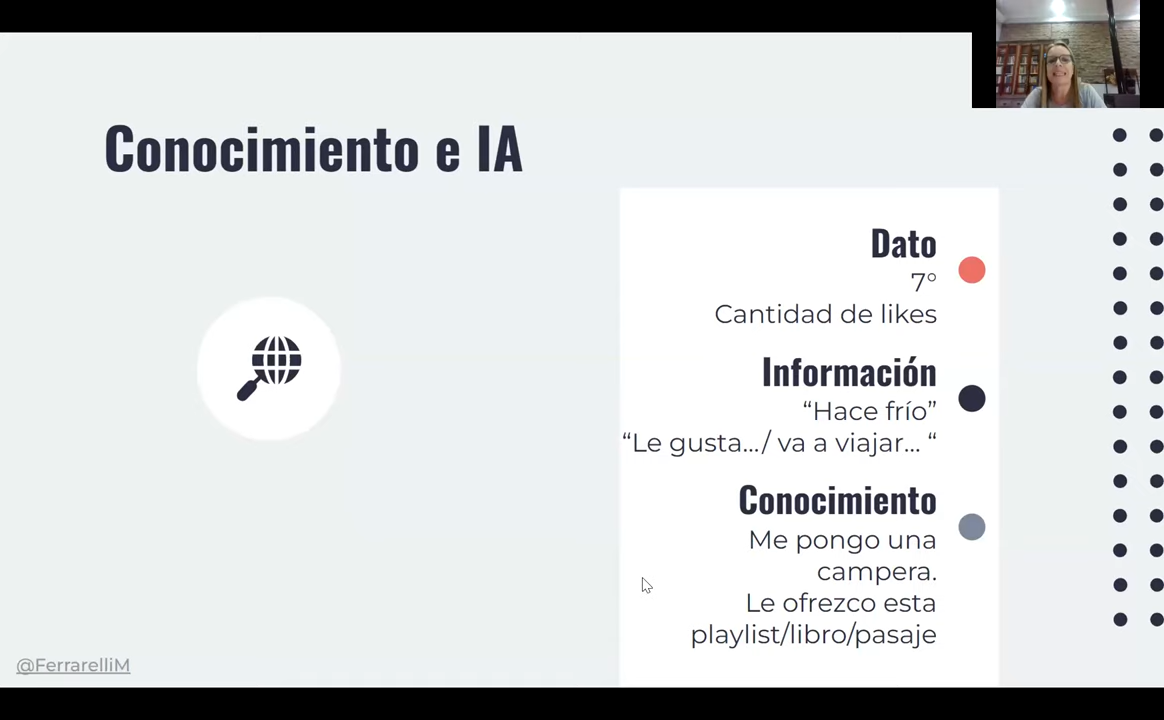 Conocimiento e IA
Dato
7°
Cantidad de likes
Información
“Hace frío”
“Le gusta.../ va a viajar... “
Conocimiento
Me pongo una
campera.
Le ofrezco esta
playlist/libro/pasaje
@FerrarelliM